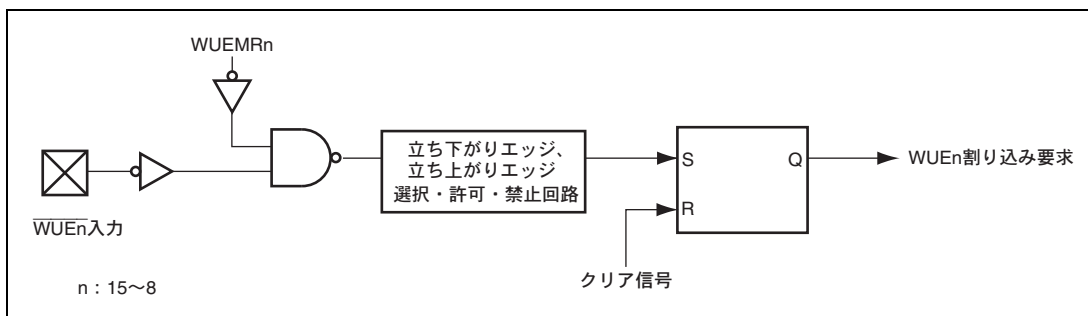 WUEMRn
立ち下がりエッジ、
立ち上がりエッジ
選択・許可・禁止回路
S
Q
WUEn割り込み要求
R
WUEn入力
クリア信号
n：15～8